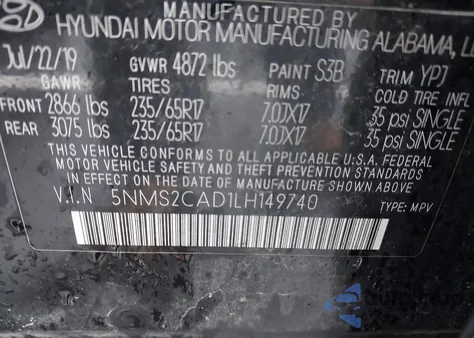 MANUFACTURED BY
HYUNDAI MOTOR MANUFACTURING ALABAMA,
Jul/22/19 GVWR 4872 lbs PAINT S3B TRIM YPJ
GAWR TIRES RIMS COLD TIRE INFL
FRONT 2866 lbs 235/65R17 7.0JX17 35 psi SINGLE
REAR 3075 lbs 235/65R17 7.0JX17 35 psi SINGLE
THIS VEHICLE CONFORMS TO ALL APPLICABLE U.S.A. FEDERAL
MOTOR VEHICLE SAFETY AND THEFT PREVENTION
STANDARDS IN EFFECT ON THE DATE OF MANUFACTURE SHOWN ABOVE
V.I.N 5NMS2CAD1LH149740 TYPE: MPV